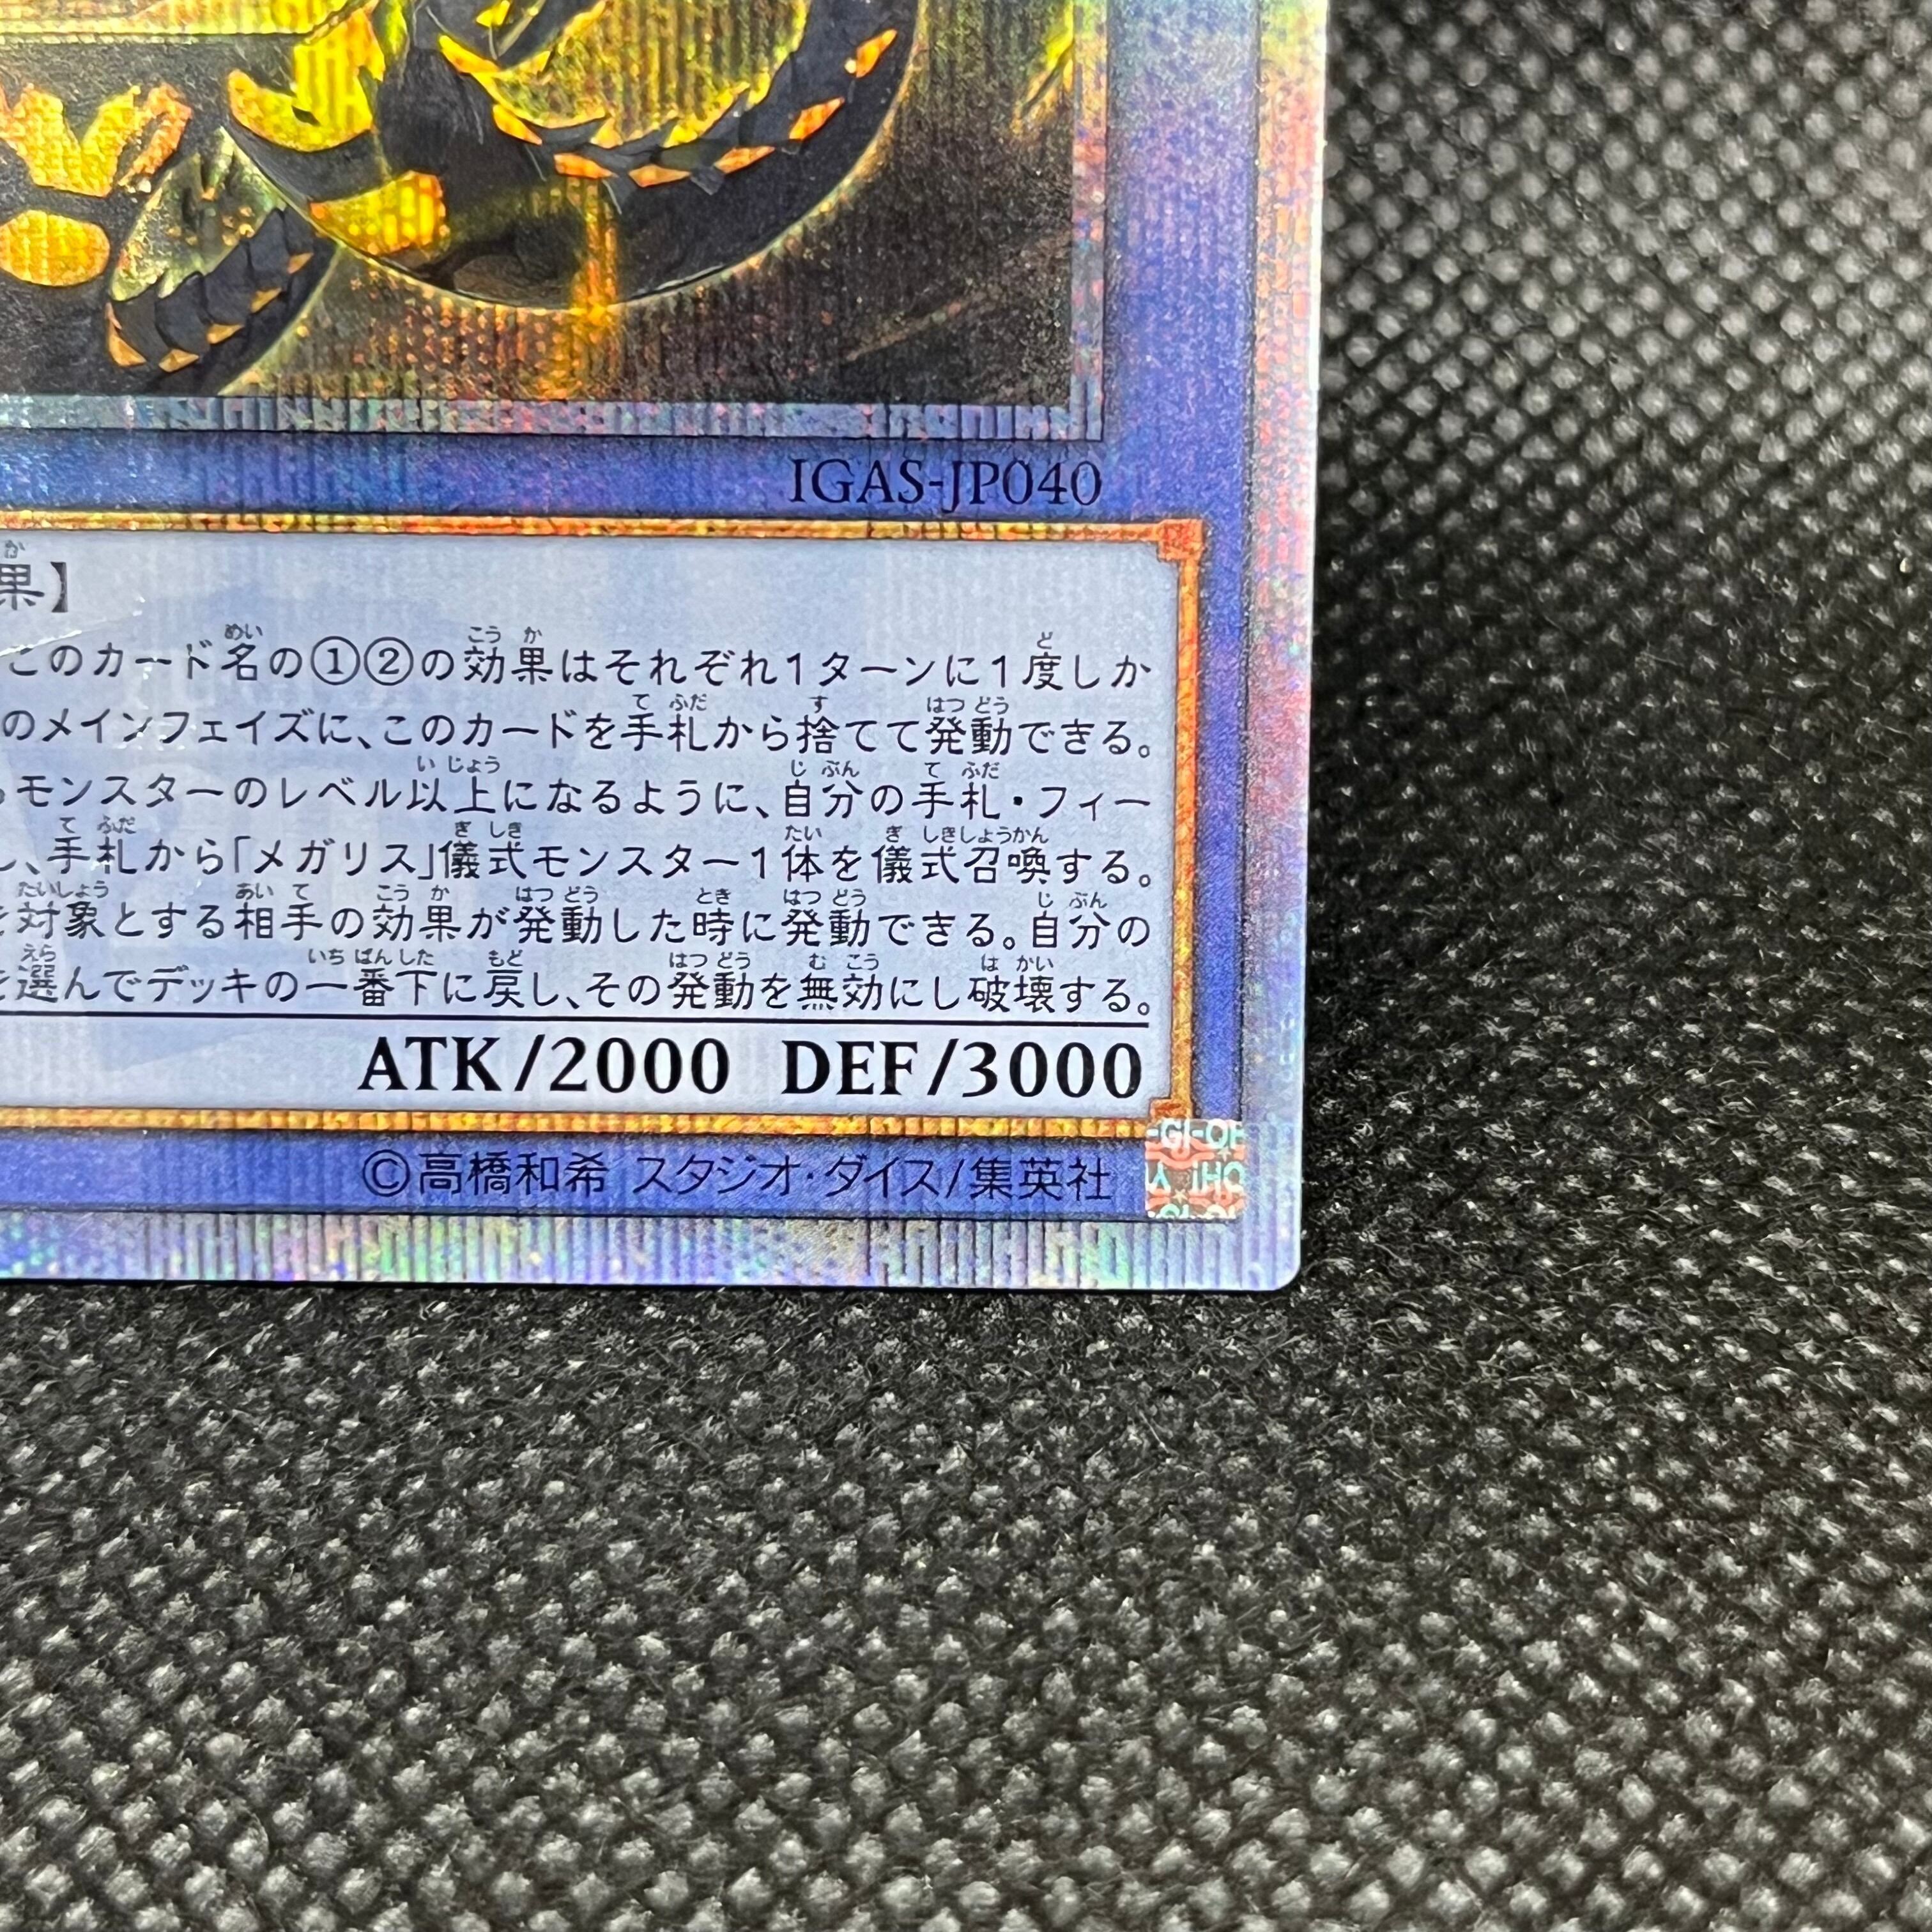 IGAS-JP040
果】
このカード名の①②の効果はそれぞれ1ターンに1度しか
のメインフェイズに、このカードを手札から捨てて発動できる。
モンスターのレベル以上になるように、自分の手札・フィー
し、手札から「メガリス」儀式モンスター1体を儀式召喚する。
を対象とする相手の効果が発動した時に発動できる。自分の
を選んでデッキの一番下に戻し、その発動を無効にし破壊する。
ATK/2000 DEF/3000
©高橋和希 スタジオ・ダイス/集英社